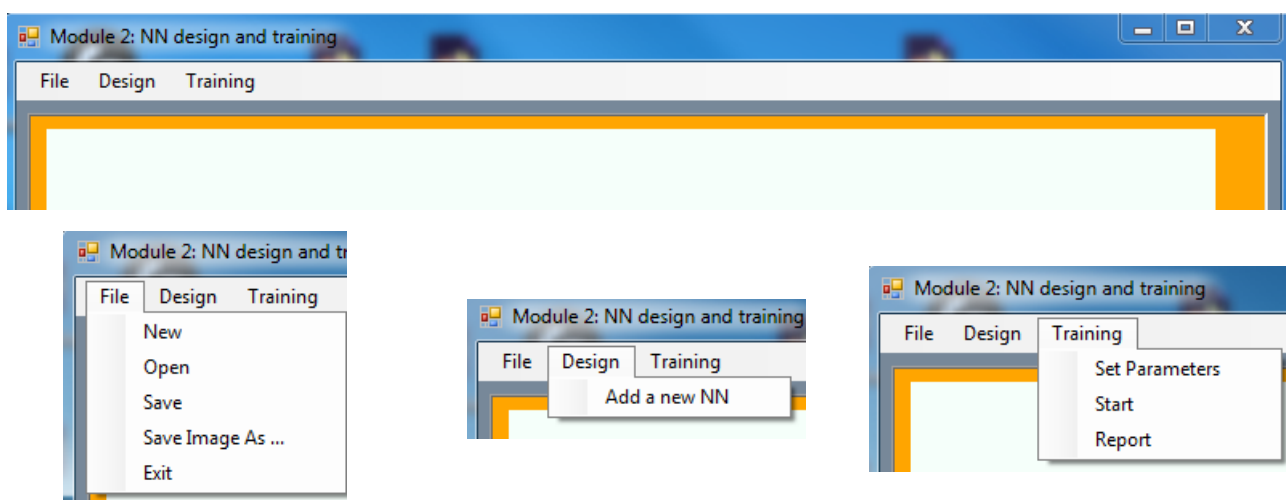 Module 2: NN design and training
File Design Training
Module 2: NN design and tr
File Design Training
New
Open
Save
Save Image As ...
Exit
Module 2: NN design and training
File Design Training
Add a new NN
Module 2: NN design and training
File Design Training
Set Parameters
Start
Report